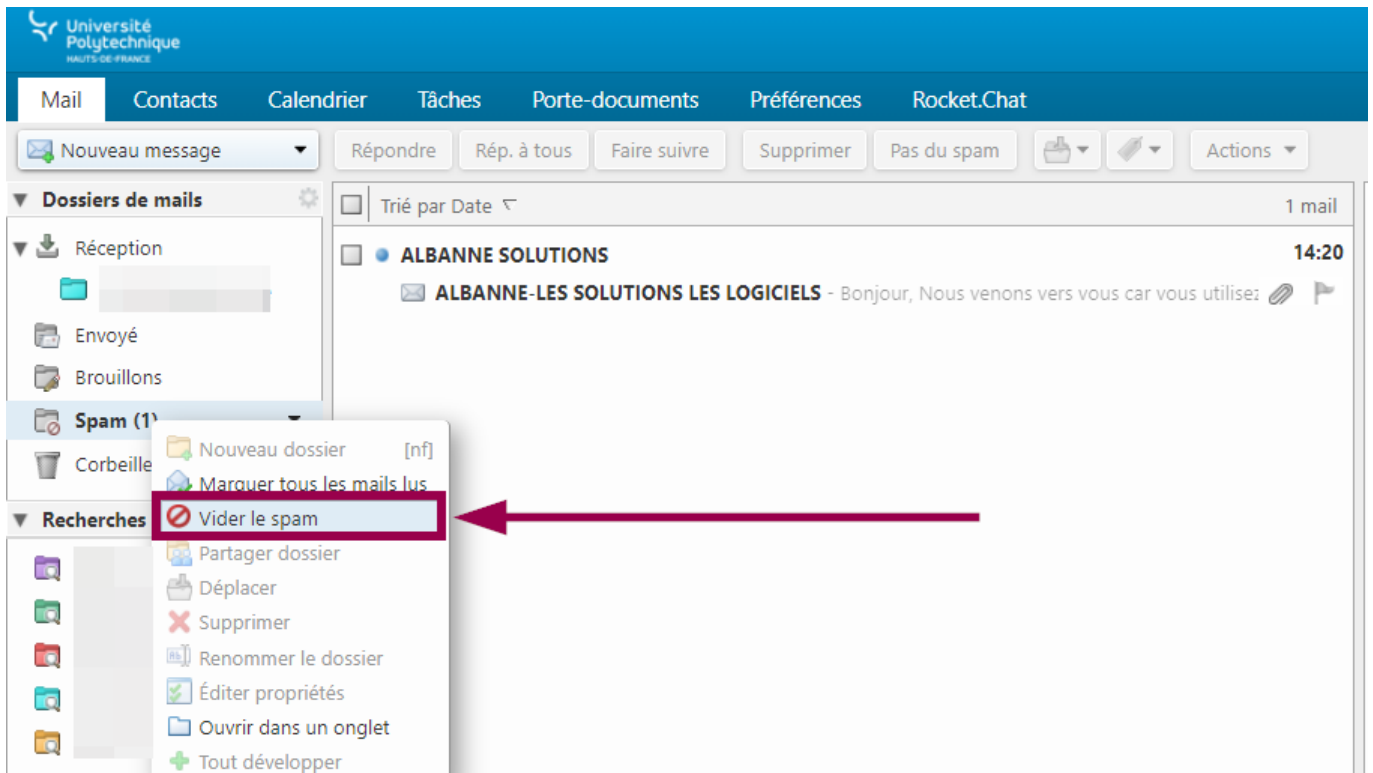 Université
Polytechnique
HAUTS-DE-FRANCE
Mail Contacts Calendrier Tâches Porte-documents Préférences Rocket.Chat
Nouveau message Répondre Rép. à tous Faire suivre Supprimer Pas du spam Actions
Dossiers de mails
Trié par Date 1 mail
Réception
ALBANNE SOLUTIONS 14:20
ALBANNE-LES SOLUTIONS LES LOGICIELS - Bonjour, Nous venons vers vous car vous utilisez
Envoyé
Brouillons
Spam (1)
Corbeille
Recherches
Nouveau dossier [nf]
Marquer tous les mails lus
Vider le spam
Partager dossier
Déplacer
Supprimer
Renommer le dossier
Éditer propriétés
Ouvrir dans un onglet
Tout développer